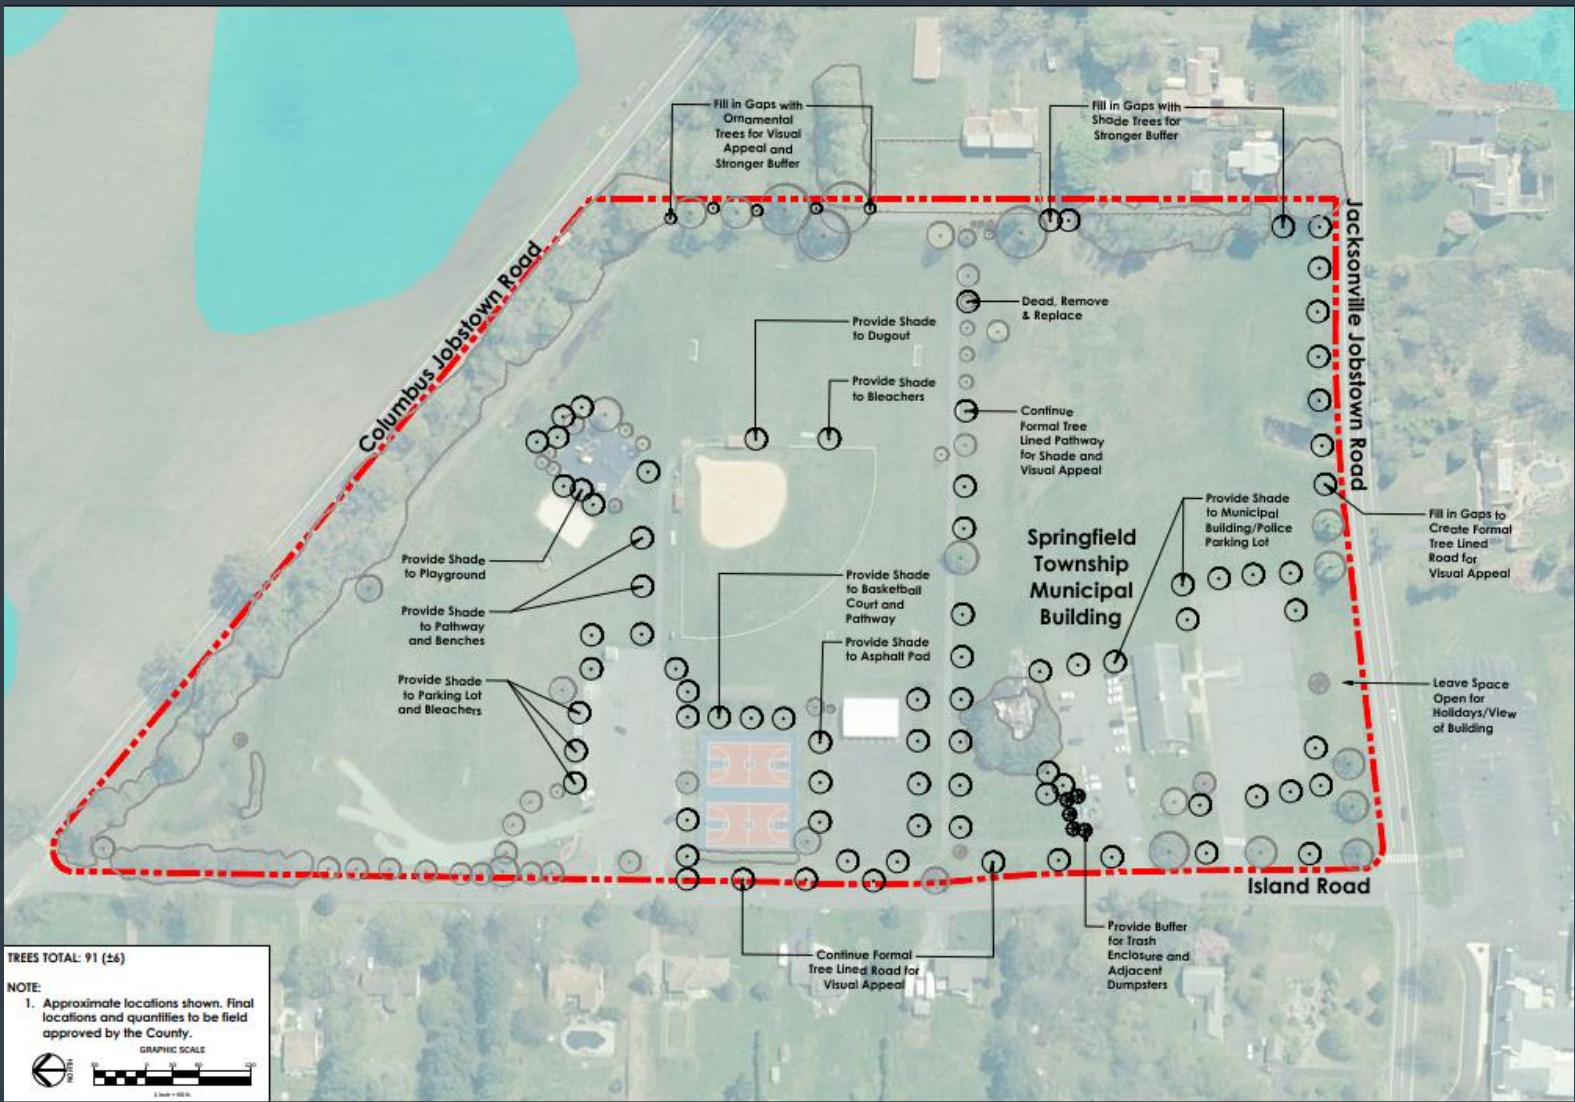 Fill in Gaps with
Ornamental
Trees for Visual
Appeal and
Stronger Buffer
Fill in Gaps with
Shade Trees for
Stronger Buffer
Columbus Jobstown Road
Jacksonville Jobstown Road
Dead, Remove
& Replace
Provide Shade
to Dugout
Provide Shade
to Bleachers
Continue
Formal Tree
Lined Pathway
for Shade and
Visual Appeal
Provide Shade
to Municipal
Building/Police
Parking Lot
Fill in Gaps to
Create Formal
Tree Lined
Road for
Visual Appeal
Springfield
Township
Municipal
Building
Provide Shade
to Playground
Provide Shade
to Pathway
and Benches
Provide Shade
to Basketball
Court and
Pathway
Provide Shade
to Asphalt Pad
Provide Shade
to Parking Lot
and Bleachers
Leave Space
Open for
Holidays/View
of Building
Island Road
Continue Formal
Tree Lined Road for
Visual Appeal
Provide Buffer
for Trash
Enclosure and
Adjacent
Dumpsters
TREES TOTAL: 91 (±6)
NOTE:
1. Approximate locations shown. Final
locations and quantities to be field
approved by the County.
NORTH
GRAPHIC SCALE